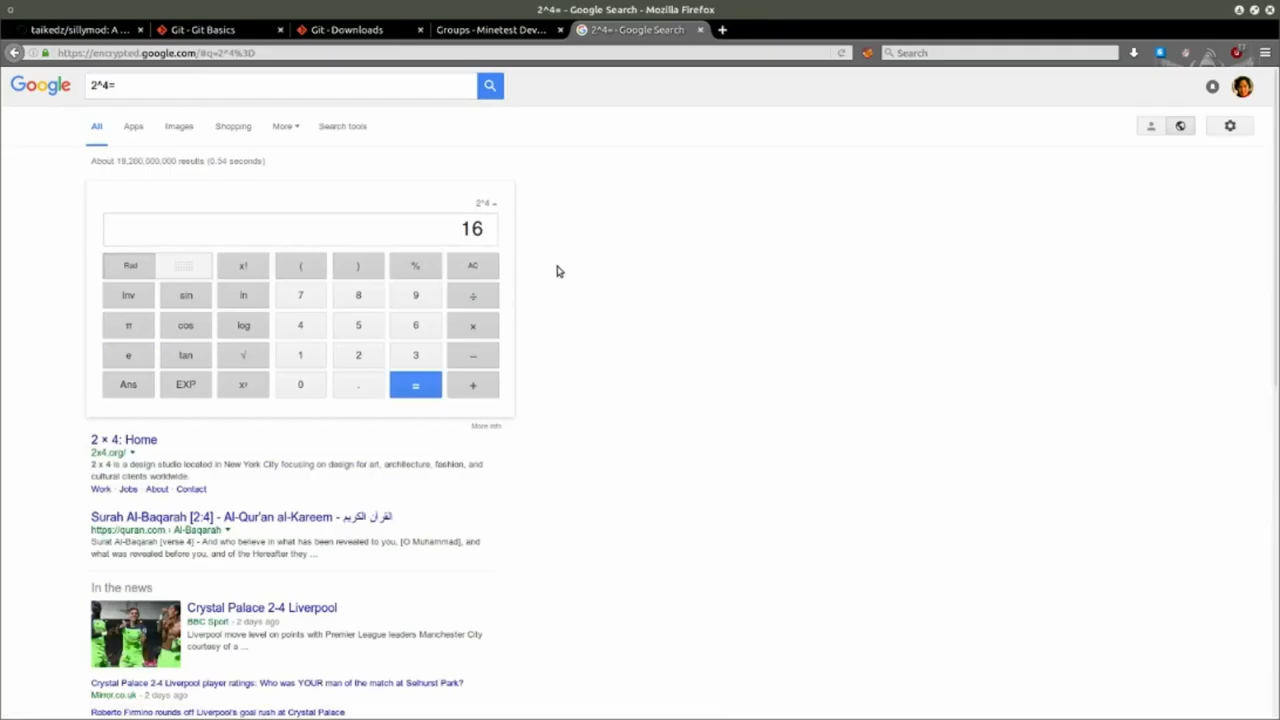 2^4= - Google Search - Mozilla Firefox
taikedz/sillymod: A ... × Git - Git Basics × Git - Downloads × Groups - Minetest Dev... × 2^4= - Google Search ×
https://encrypted.google.com/#q=2^4%3D Search
Google 2^4=
All Apps Images Shopping More Search tools
About 19,260,000,000 results (0.54 seconds)
2^4 =
16
Rad x! ( ) % AC
Inv sin ln 7 8 9 ÷
π cos log 4 5 6 ×
e tan √ 1 2 3 −
Ans EXP xʸ 0 . = +
More info
2 × 4: Home
2x4.org/
2 x 4 is a design studio located in New York City focusing on design for art, architecture, fashion, and
cultural clients worldwide.
Work · Jobs · About · Contact
Surah Al-Baqarah [2:4] - Al-Qur'an al-Kareem - القرآن الكريم
https://quran.com › Al-Baqarah
Surat Al-Baqarah [verse 4] - And who believe in what has been revealed to you, [O Muhammad], and
what was revealed before you, and of the Hereafter they ...
In the news
Crystal Palace 2-4 Liverpool
BBC Sport - 2 days ago
Liverpool move level on points with Premier League leaders Manchester City
courtesy of a ...
Crystal Palace 2-4 Liverpool player ratings: Who was YOUR man of the match at Selhurst Park?
Mirror.co.uk - 2 days ago
Roberto Firmino rounds off Liverpool's goal rush at Crystal Palace